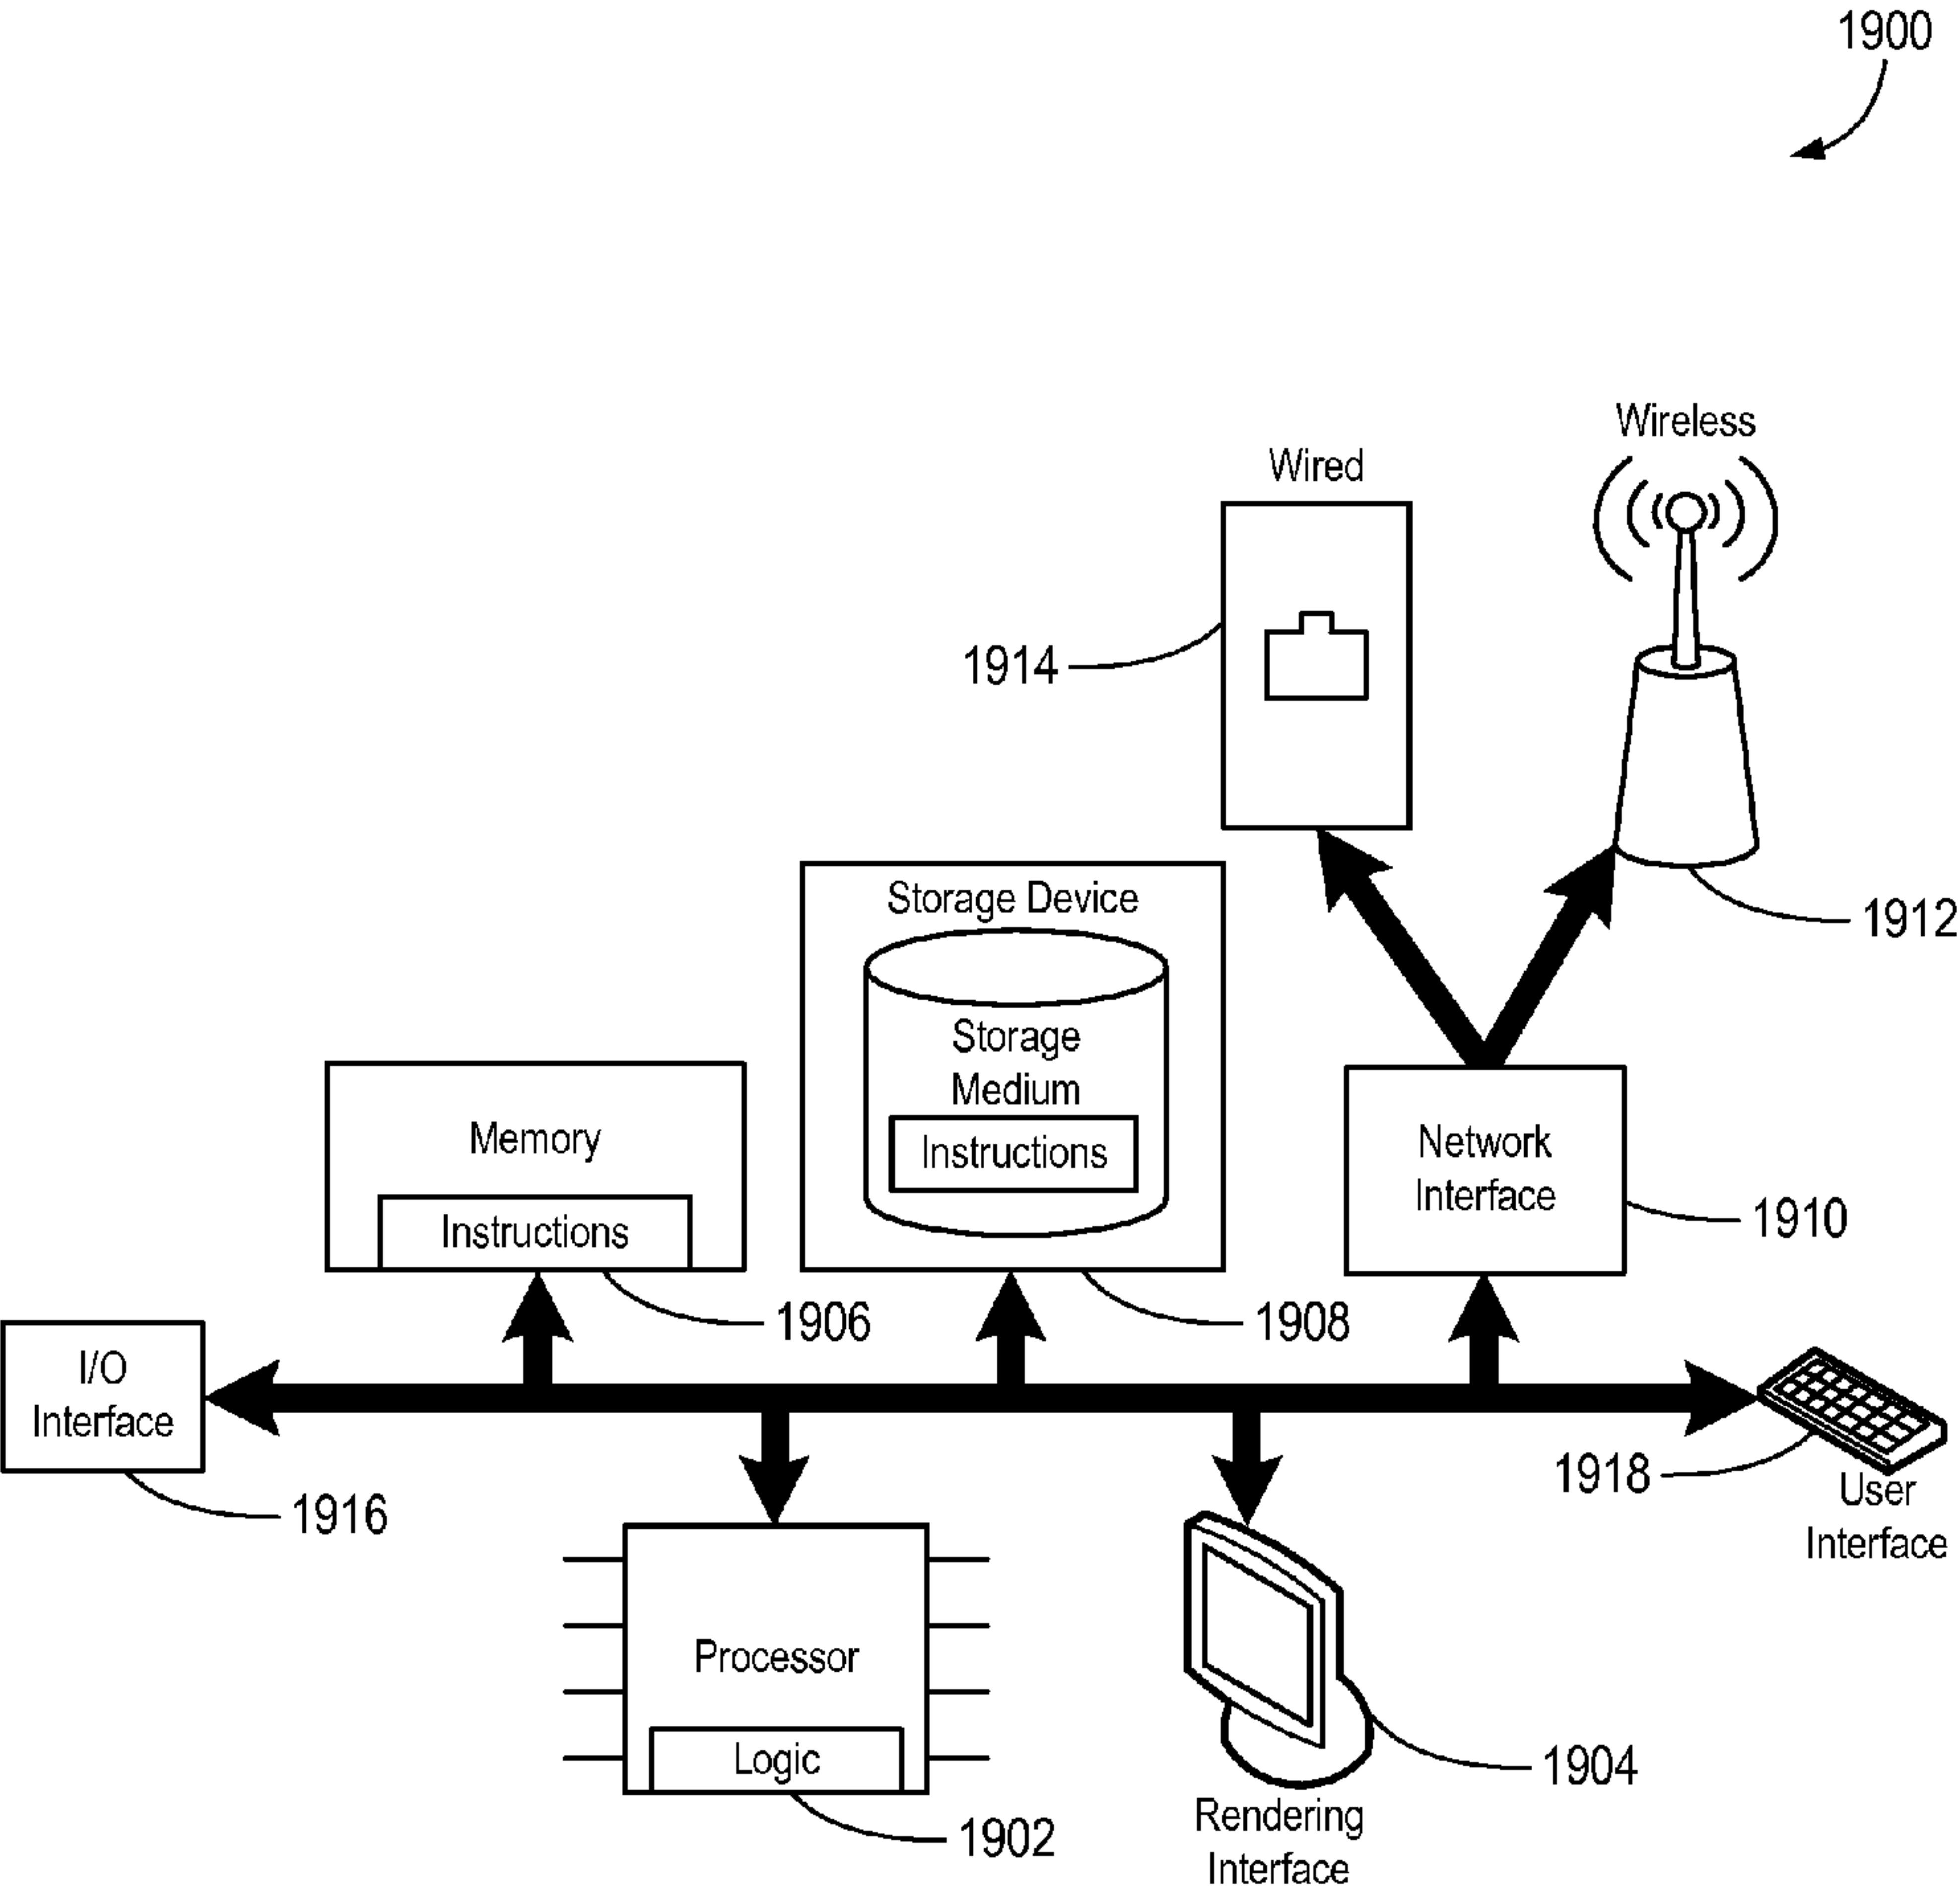 1900
Wireless
Wired
1914
1912
Storage Device
Storage
Medium
Instructions
Memory
Instructions
Network
Interface
1910
1906
1908
I/O
Interface
1916
1918
User
Interface
Processor
Logic
1902
1904
Rendering
Interface